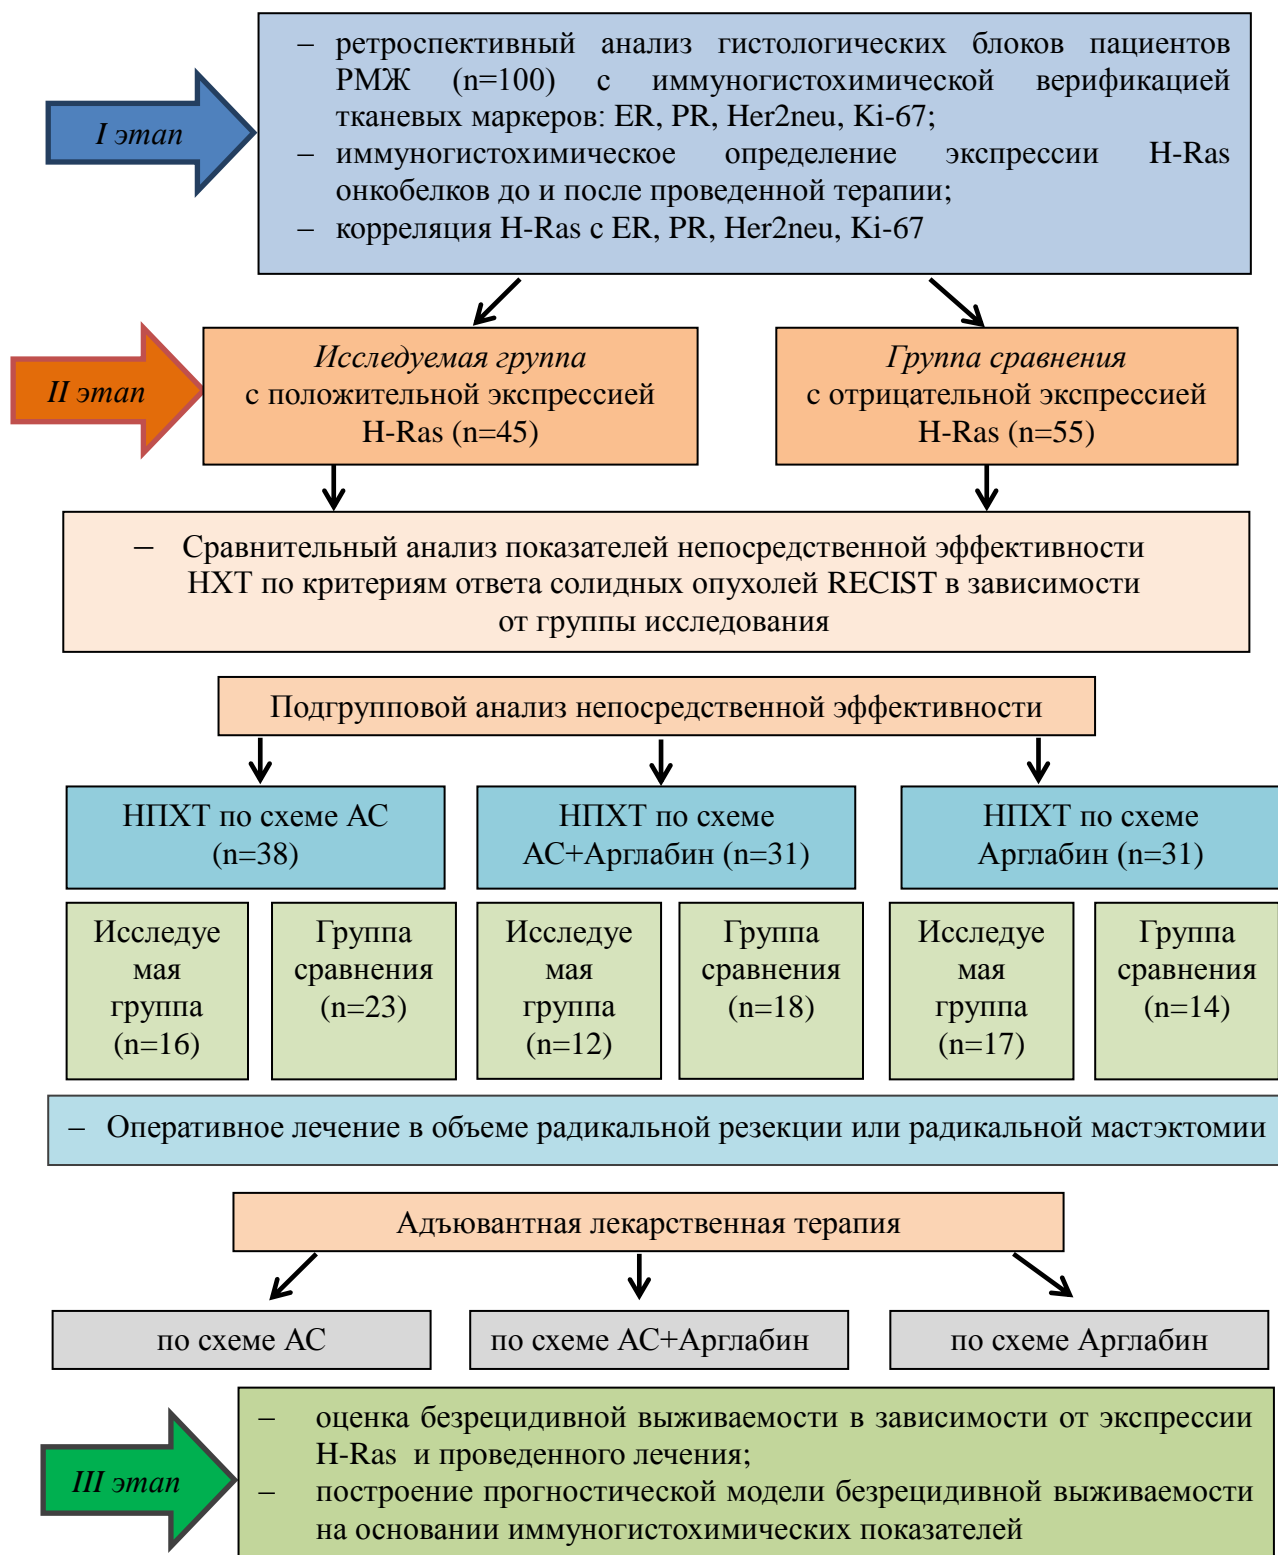 I этап
– ретроспективный анализ гистологических блоков пациентов
РМЖ (n=100) с иммуногистохимической верификацией
тканевых маркеров: ER, PR, Her2neu, Ki-67;
– иммуногистохимическое определение экспрессии H-Ras
онкобелков до и после проведенной терапии;
– корреляция H-Ras с ER, PR, Her2neu, Ki-67
II этап
Исследуемая группа
с положительной экспрессией
H-Ras (n=45)
Группа сравнения
с отрицательной экспрессией
H-Ras (n=55)
– Сравнительный анализ показателей непосредственной эффективности
НХТ по критериям ответа солидных опухолей RECIST в зависимости
от группы исследования
Подгрупповой анализ непосредственной эффективности
НПХТ по схеме АС
(n=38)
НПХТ по схеме
АС+Арглабин (n=31)
НПХТ по схеме
Арглабин (n=31)
Исследуе
мая
группа
(n=16)
Группа
сравнения
(n=23)
Исследуе
мая
группа
(n=12)
Группа
сравнения
(n=18)
Исследуе
мая
группа
(n=17)
Группа
сравнения
(n=14)
– Оперативное лечение в объеме радикальной резекции или радикальной мастэктомии
Адъювантная лекарственная терапия
по схеме АС
по схеме АС+Арглабин
по схеме Арглабин
III этап
– оценка безрецидивной выживаемости в зависимости от экспрессии
H-Ras и проведенного лечения;
– построение прогностической модели безрецидивной выживаемости
на основании иммуногистохимических показателей